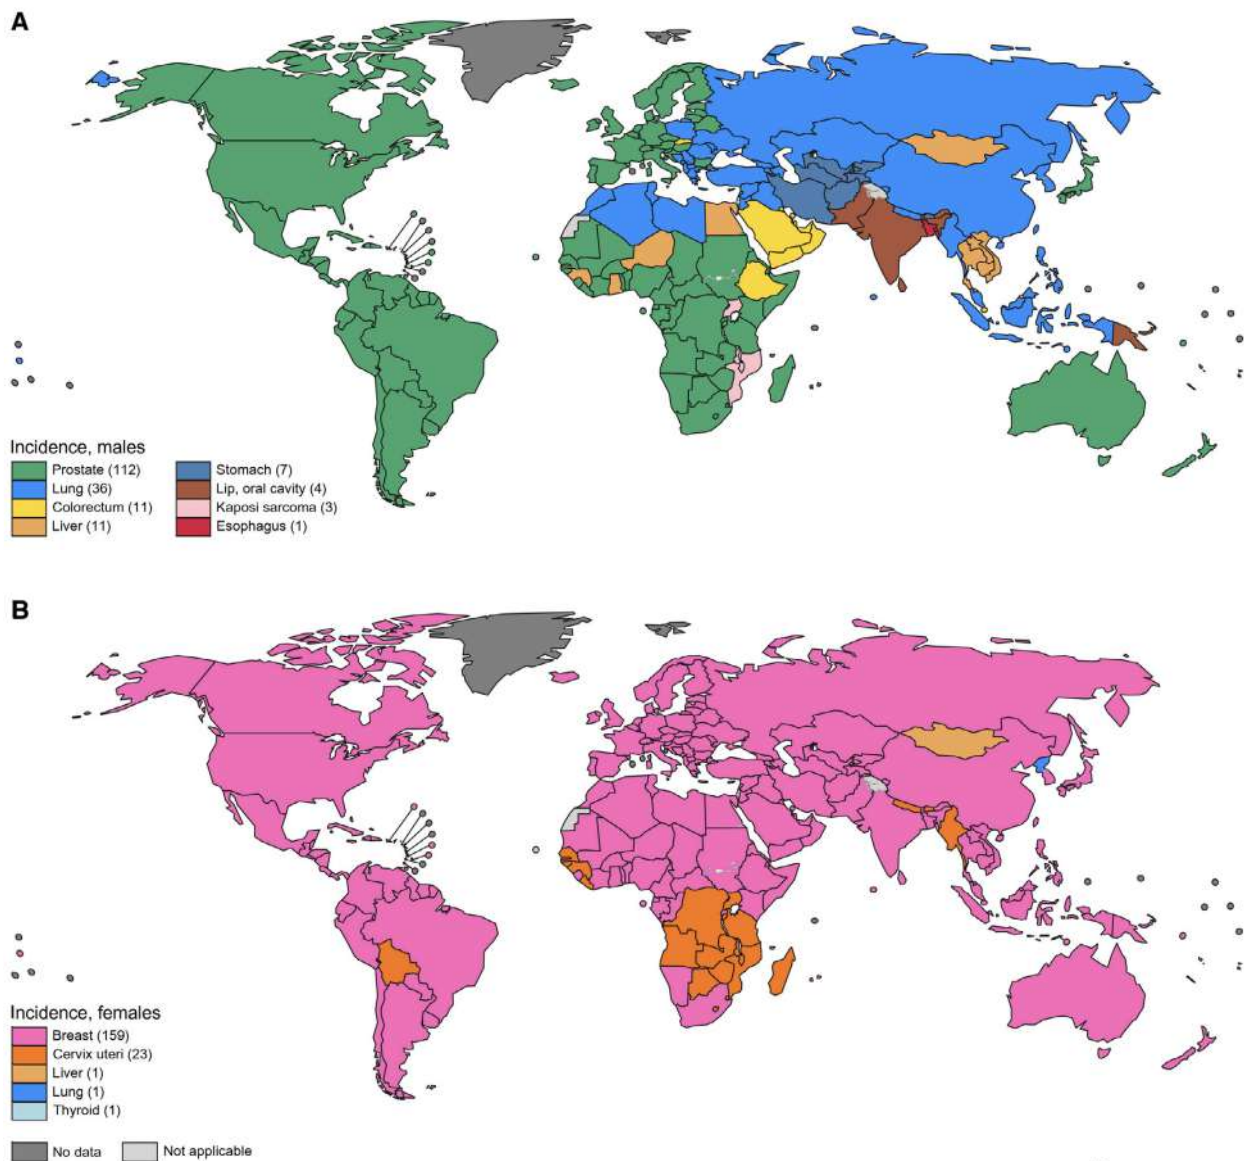 A
Incidence, males
Prostate (112)
Lung (36)
Colorectum (11)
Liver (11)
Stomach (7)
Lip, oral cavity (4)
Kaposi sarcoma (3)
Esophagus (1)
B
Incidence, females
Breast (159)
Cervix uteri (23)
Liver (1)
Lung (1)
Thyroid (1)
No data
Not applicable